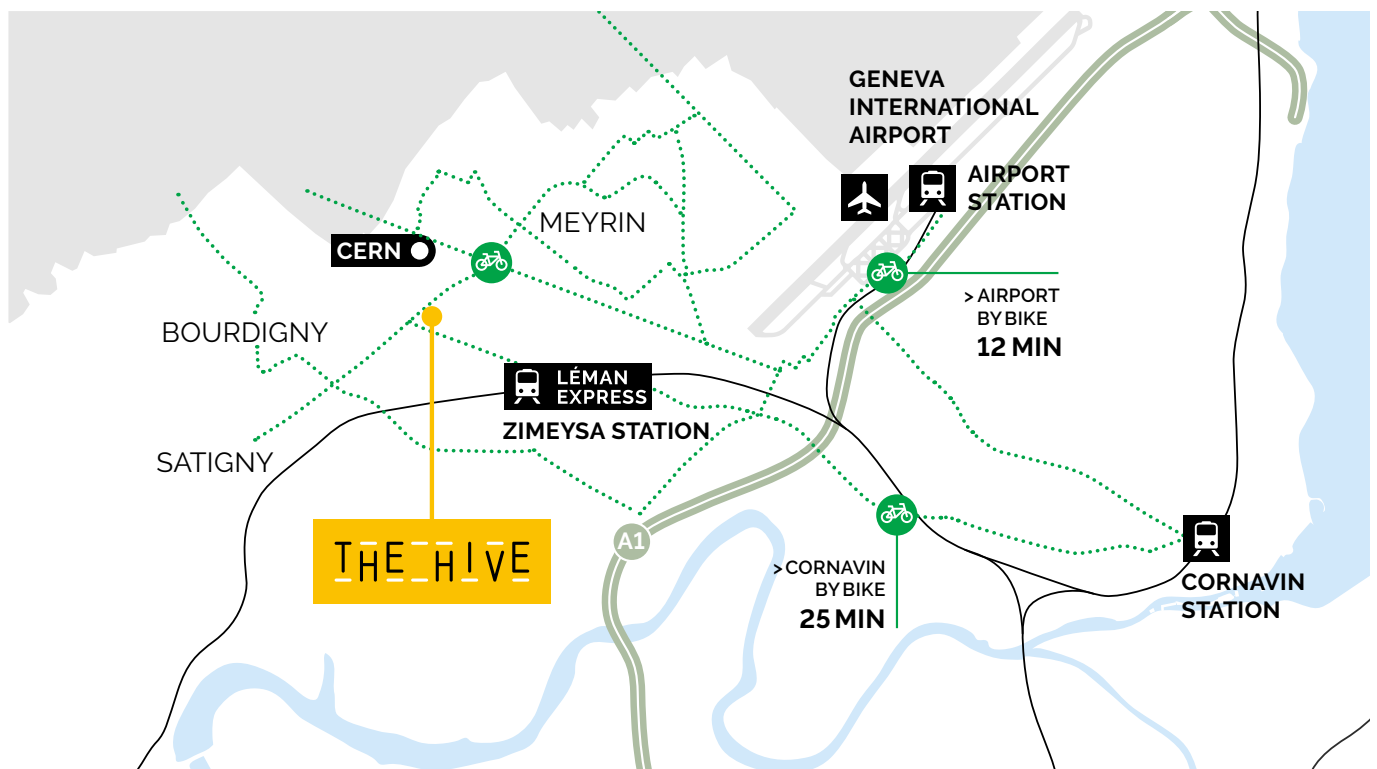 GENEVA
INTERNATIONAL
AIRPORT
AIRPORT
STATION
MEYRIN
CERN
> AIRPORT
BY BIKE
12 MIN
BOURDIGNY
LÉMAN
EXPRESS
ZIMEYSA STATION
SATIGNY
A1
THE HIVE
> CORNAVIN
BY BIKE
25 MIN
CORNAVIN
STATION